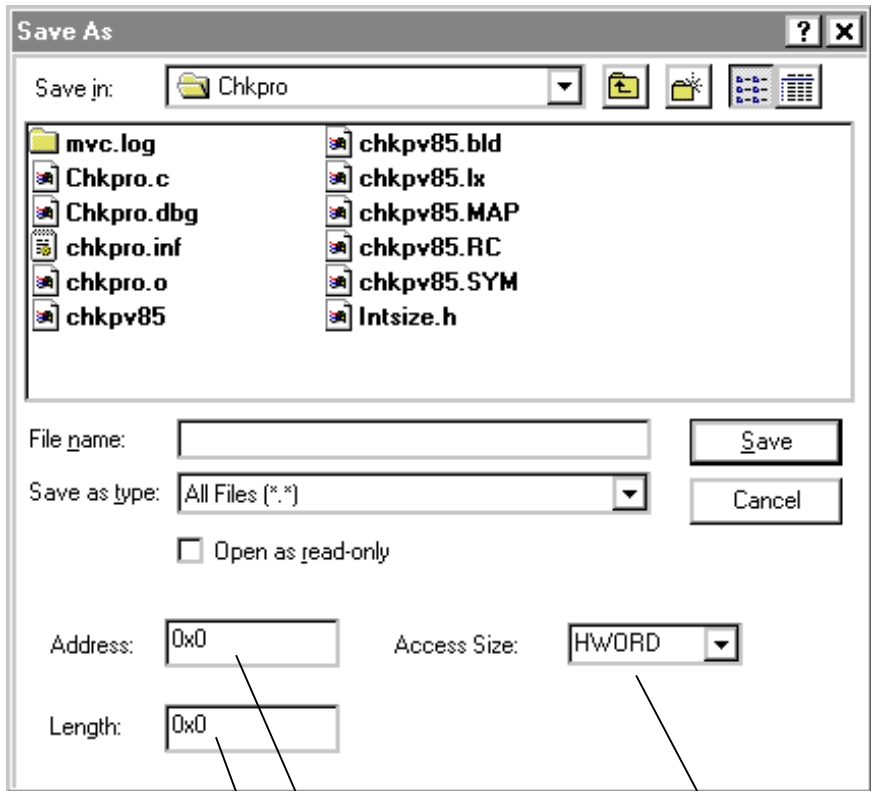 Save As
Save in: Chkpro
mvc.log
Chkpro.c
Chkpro.dbg
chkpro.inf
chkpro.o
chkpv85
chkpv85.bld
chkpv85.lx
chkpv85.MAP
chkpv85.RC
chkpv85.SYM
Intsize.h
File name:
Save
Save as type: All Files (*.*)
Cancel
Open as read-only
Address: 0x0 Access Size: HWORD
Length: 0x0